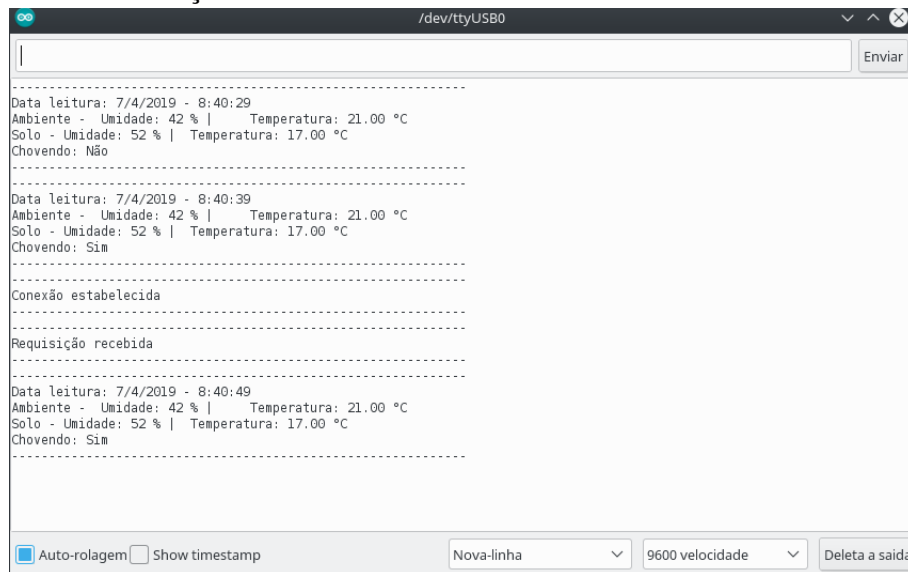 /dev/ttyUSB0
Enviar
-------------------------------------------------------------
Data leitura: 7/4/2019 - 8:40:29
Ambiente -  Umidade: 42 % |     Temperatura: 21.00 °C
Solo - Umidade: 52 % |  Temperatura: 17.00 °C
Chovendo: Não
-------------------------------------------------------------
-------------------------------------------------------------
Data leitura: 7/4/2019 - 8:40:39
Ambiente -  Umidade: 42 % |     Temperatura: 21.00 °C
Solo - Umidade: 52 % |  Temperatura: 17.00 °C
Chovendo: Sim
-------------------------------------------------------------
-------------------------------------------------------------
Conexão estabelecida
-------------------------------------------------------------
-------------------------------------------------------------
Requisição recebida
-------------------------------------------------------------
-------------------------------------------------------------
Data leitura: 7/4/2019 - 8:40:49
Ambiente -  Umidade: 42 % |     Temperatura: 21.00 °C
Solo - Umidade: 52 % |  Temperatura: 17.00 °C
Chovendo: Sim
-------------------------------------------------------------
Auto-rolagem Show timestamp Nova-linha 9600 velocidade Deleta a saida